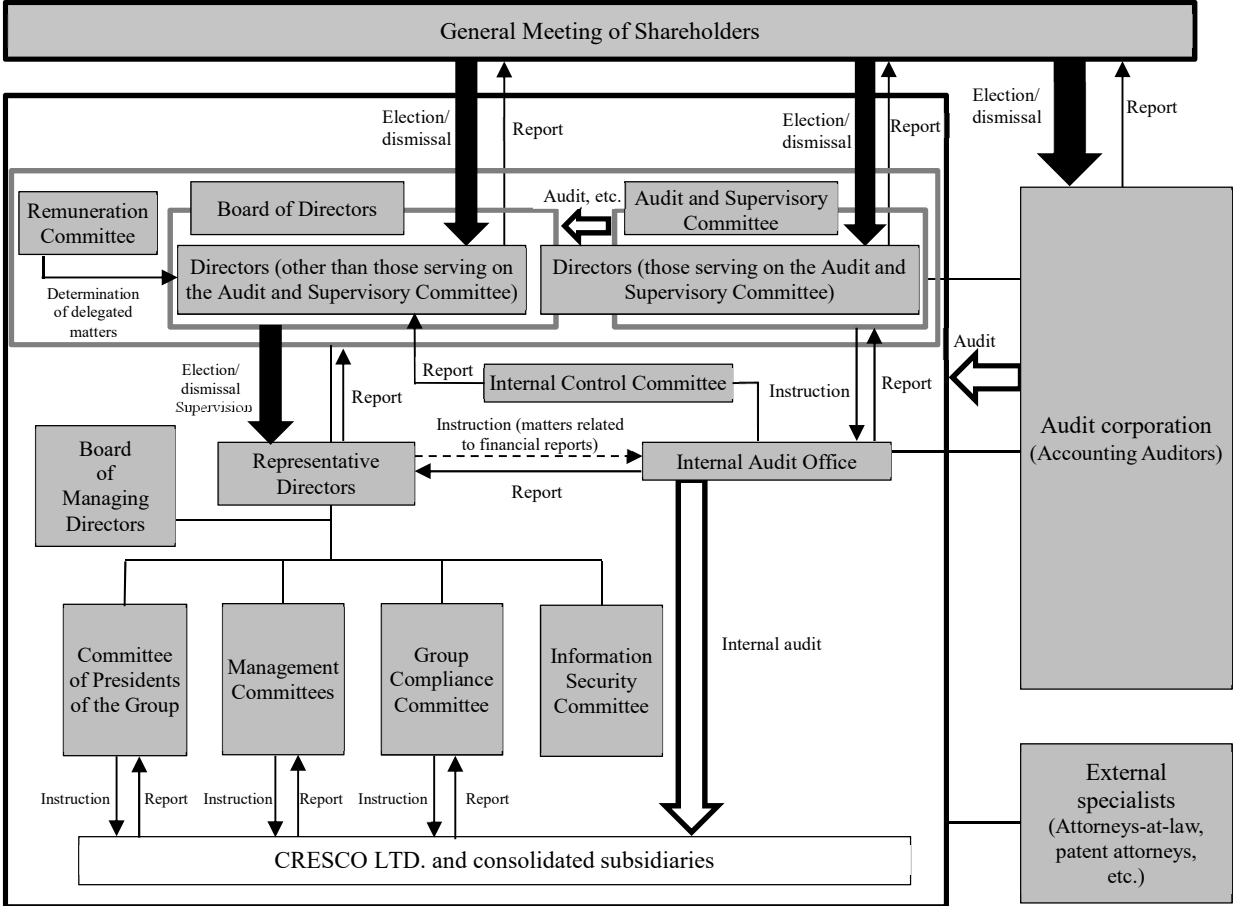 General Meeting of Shareholders
Election/
dismissal
Report
Election/
dismissal
Report
Election/
dismissal
Report
Remuneration
Committee
Board of Directors
Audit, etc.
Audit and Supervisory
Committee
Directors (other than those serving on
the Audit and Supervisory Committee)
Directors (those serving on the Audit and
Supervisory Committee)
Determination
of delegated
matters
Election/
dismissal
Supervision
Report
Report
Internal Control Committee
Instruction
Report
Audit
Audit corporation
(Accounting Auditors)
Board
of
Managing
Directors
Representative
Directors
Instruction (matters related
to financial reports)
Report
Internal Audit Office
Committee
of Presidents
of the Group
Management
Committees
Group
Compliance
Committee
Information
Security
Committee
Internal audit
Instruction
Report
Instruction
Report
Instruction
Report
CRESCO LTD. and consolidated subsidiaries
External
specialists
(Attorneys-at-law,
patent attorneys,
etc.)